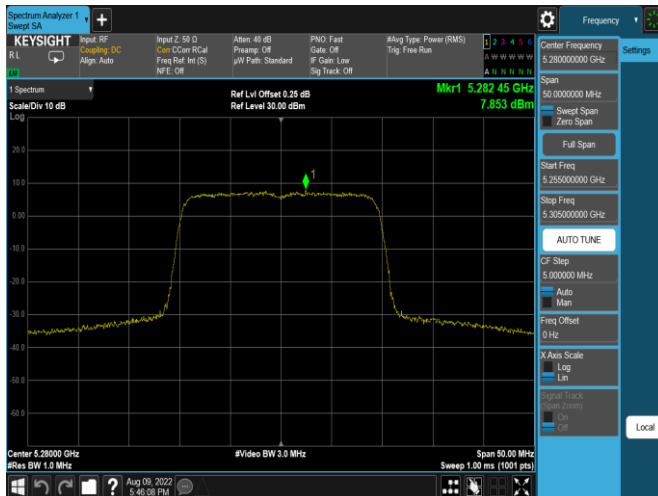 Spectrum Analyzer 1
Swept SA
Frequency
KEYSIGHT
R L
Input: RF
Coupling: DC
Align: Auto
Input Z: 50 Ω
Corr CCorr RCal
Freq Ref: Int (S)
NFE: Off
Atten: 40 dB
Preamp: Off
µW Path: Standard
PNO: Fast
Gate: Off
IF Gain: Low
Sig Track: Off
#Avg Type: Power (RMS)
Trig: Free Run
1 2 3 4 5 6
A W W W W W
A N N N N N
1 Spectrum
Scale/Div 10 dB
Log
Ref Lvl Offset 0.25 dB
Ref Level 30.00 dBm
Mkr1 5.282 45 GHz
7.853 dBm
1
20.0
10.0
0.00
-10.0
-20.0
-30.0
-40.0
-50.0
-60.0
Center 5.28000 GHz
#Res BW 1.0 MHz
#Video BW 3.0 MHz
Span 50.00 MHz
Sweep 1.00 ms (1001 pts)
Aug 09, 2022
5:46:08 PM
Center Frequency
5.280000000 GHz
Span
50.0000000 MHz
Swept Span
Zero Span
Full Span
Start Freq
5.255000000 GHz
Stop Freq
5.305000000 GHz
AUTO TUNE
CF Step
5.000000 MHz
Auto
Man
Freq Offset
0 Hz
X Axis Scale
Log
Lin
Signal Track
(Span Zoom)
On
Off
Settings
Local